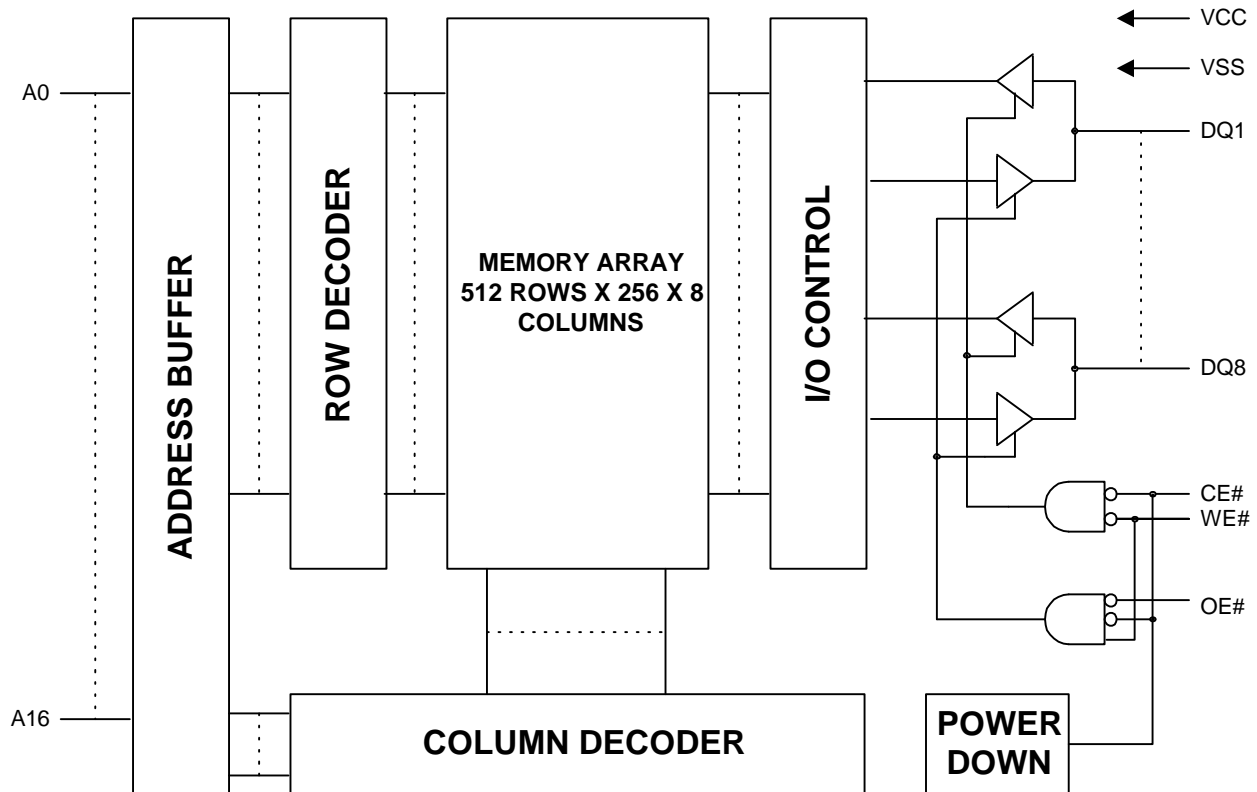 VCC
VSS
A0
DQ1
ADDRESS BUFFER
ROW DECODER
MEMORY ARRAY
512 ROWS X 256 X 8
COLUMNS
I/O CONTROL
DQ8
CE#
WE#
OE#
A16
COLUMN DECODER
POWER
DOWN